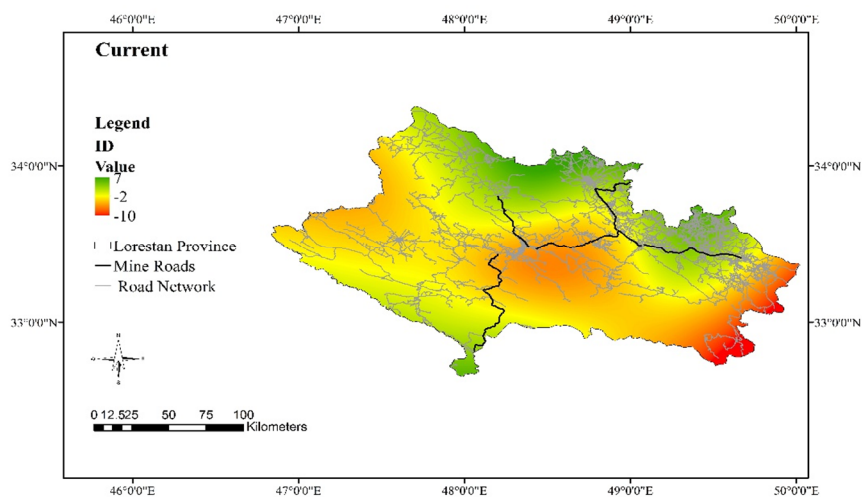 46°0'0"E 47°0'0"E 48°0'0"E 49°0'0"E 50°0'0"E
Current
Legend
ID
Value
7
-2
-10
Lorestan Province
Mine Roads
Road Network
34°0'0"N 34°0'0"N
33°0'0"N 33°0'0"N
N
0 12.525 50 75 100
Kilometers
46°0'0"E 47°0'0"E 48°0'0"E 49°0'0"E 50°0'0"E